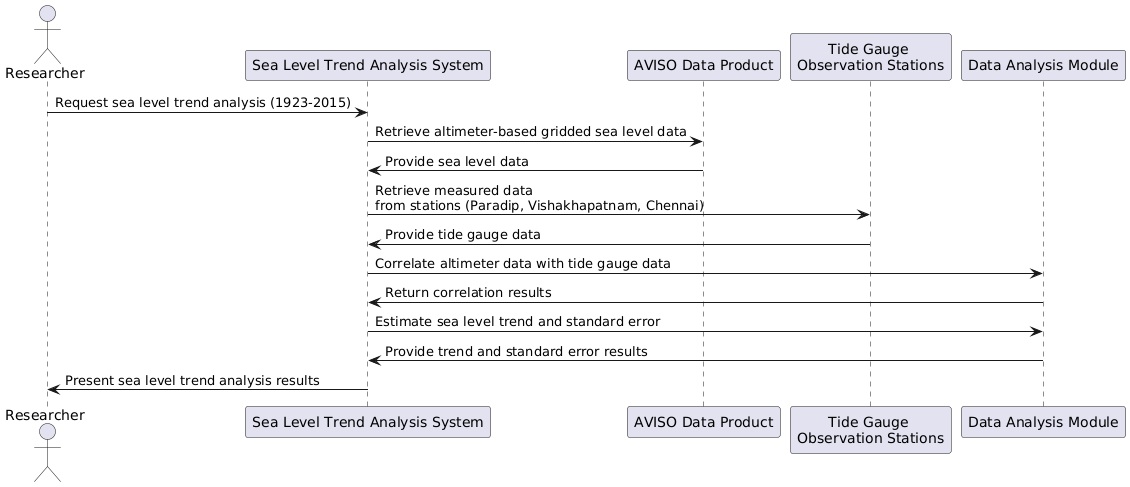 Researcher
Sea Level Trend Analysis System
AVISO Data Product
Tide Gauge
Observation Stations
Data Analysis Module
Request sea level trend analysis (1923-2015)
Retrieve altimeter-based gridded sea level data
Provide sea level data
Retrieve measured data
from stations (Paradip, Vishakhapatnam, Chennai)
Provide tide gauge data
Correlate altimeter data with tide gauge data
Return correlation results
Estimate sea level trend and standard error
Provide trend and standard error results
Present sea level trend analysis results
Researcher
Sea Level Trend Analysis System
AVISO Data Product
Tide Gauge
Observation Stations
Data Analysis Module